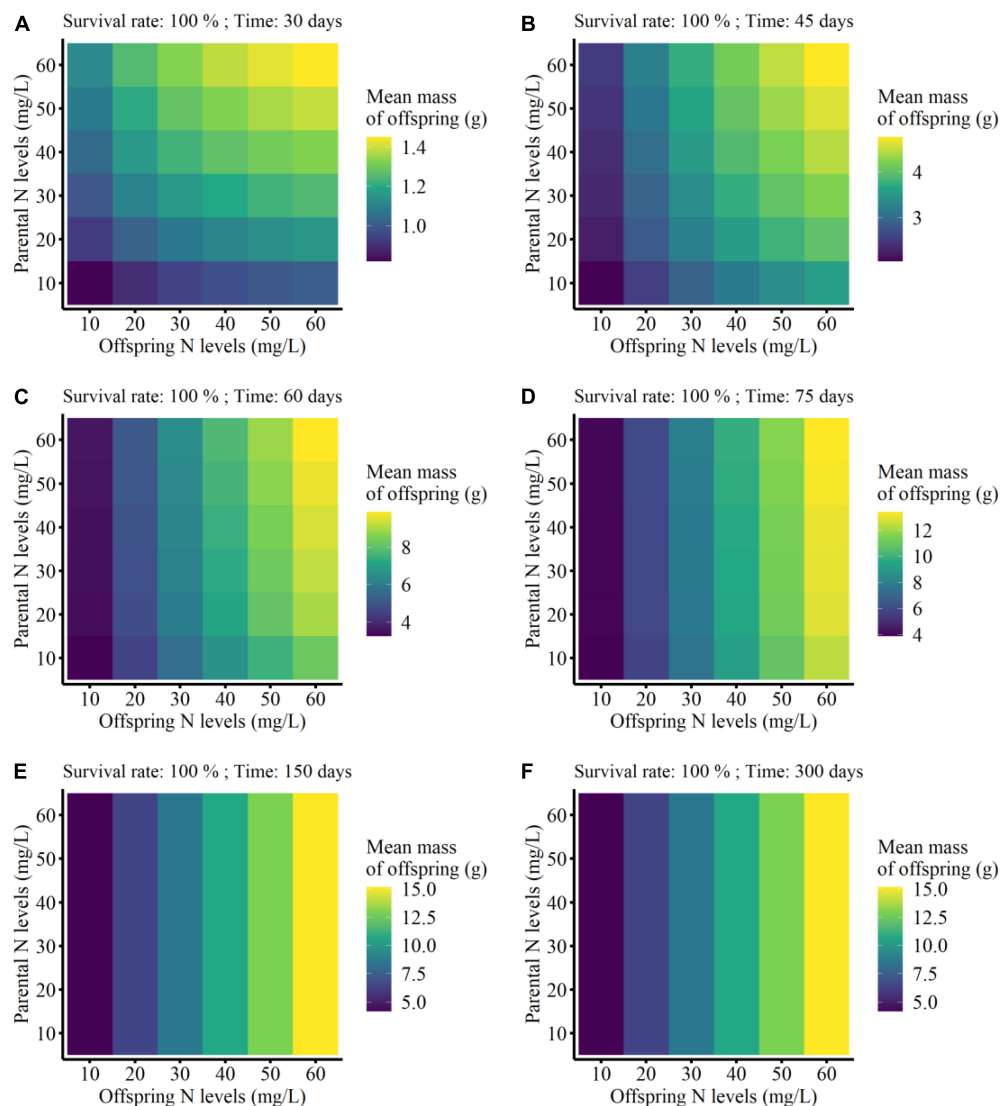 A
Survival rate: 100 % ; Time: 30 days
Parental N levels (mg/L)
60
50
40
30
20
10
10 20 30 40 50 60
Offspring N levels (mg/L)
Mean mass
of offspring (g)
1.4
1.2
1.0
B
Survival rate: 100 % ; Time: 45 days
Parental N levels (mg/L)
60
50
40
30
20
10
10 20 30 40 50 60
Offspring N levels (mg/L)
Mean mass
of offspring (g)
4
3
C
Survival rate: 100 % ; Time: 60 days
Parental N levels (mg/L)
60
50
40
30
20
10
10 20 30 40 50 60
Offspring N levels (mg/L)
Mean mass
of offspring (g)
8
6
4
D
Survival rate: 100 % ; Time: 75 days
Parental N levels (mg/L)
60
50
40
30
20
10
10 20 30 40 50 60
Offspring N levels (mg/L)
Mean mass
of offspring (g)
12
10
8
6
4
E
Survival rate: 100 % ; Time: 150 days
Parental N levels (mg/L)
60
50
40
30
20
10
10 20 30 40 50 60
Offspring N levels (mg/L)
Mean mass
of offspring (g)
15.0
12.5
10.0
7.5
5.0
F
Survival rate: 100 % ; Time: 300 days
Parental N levels (mg/L)
60
50
40
30
20
10
10 20 30 40 50 60
Offspring N levels (mg/L)
Mean mass
of offspring (g)
15.0
12.5
10.0
7.5
5.0